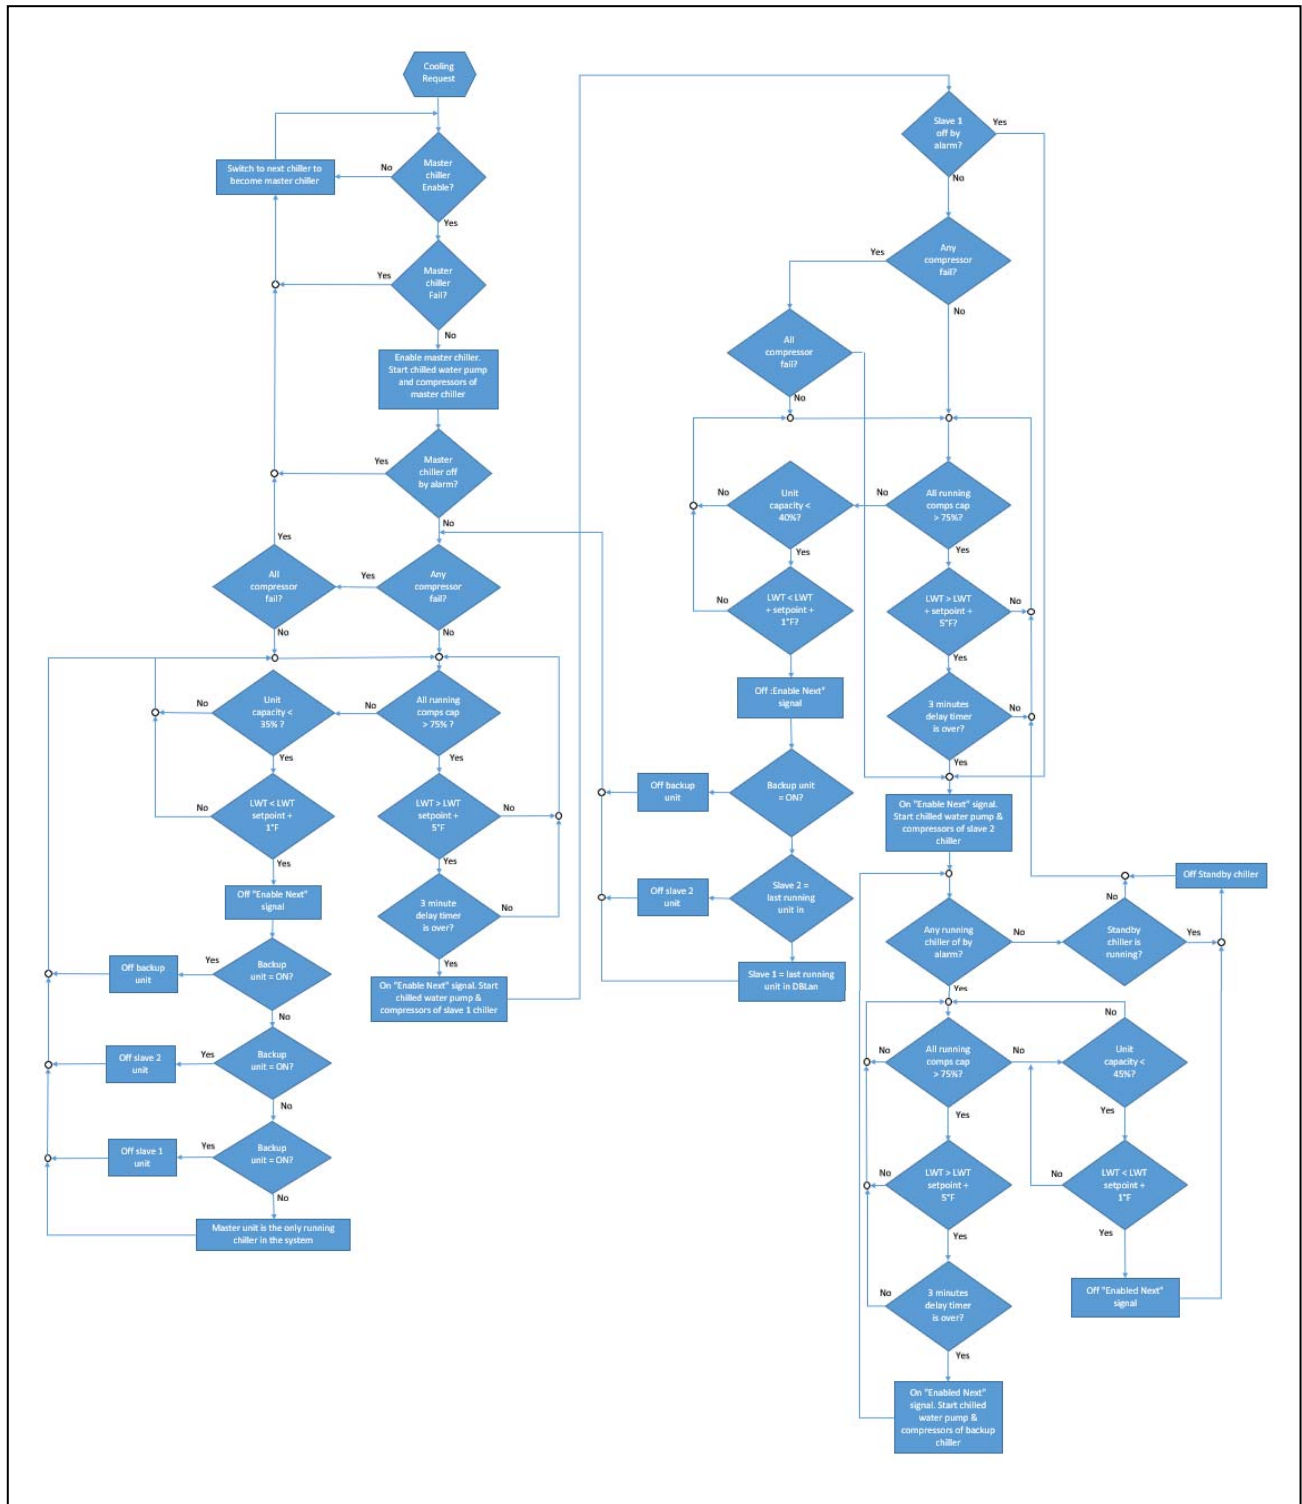 Cooling
Request
Master
chiller
Enable?
No
Switch to next chiller to
become master chiller
Yes
Master
chiller
Fail?
Yes
No
Enable master chiller.
Start chilled water pump
and compressors of
master chiller
Master
chiller off
by alarm?
Yes
No
Any
compressor
fail?
Yes
All
compressor
fail?
Yes
No
No
All running
comps cap
> 75% ?
No
Unit
capacity <
35% ?
No
Yes
Yes
LWT < LWT
setpoint +
1°F
No
LWT > LWT
setpoint +
5°F
No
Yes
Yes
Off "Enable Next"
signal
3 minute
delay timer
is over?
No
Yes
On "Enable Next" signal. Start
chilled water pump &
compressors of slave 1 chiller
Backup
unit = ON?
Yes
Off backup
unit
No
Backup
unit = ON?
Yes
Off slave 2
unit
No
Backup
unit = ON?
Yes
Off slave 1
unit
No
Master unit is the only running
chiller in the system
Slave 1
off by
alarm?
Yes
No
Any
compressor
fail?
Yes
No
All
compressor
fail?
No
All running
comps cap
> 75%?
No
Unit
capacity <
40%?
No
Yes
Yes
LWT < LWT
+ setpoint +
1°F?
No
LWT > LWT
+ setpoint +
5°F?
No
Yes
Off :Enable Next"
signal
3 minutes
delay timer
is over?
No
Yes
Backup unit
= ON?
Off backup
unit
On "Enable Next" signal.
Start chilled water pump &
compressors of slave 2
chiller
Slave 2 =
last running
unit in
Off slave 2
unit
Slave 1 = last running
unit in DBLan
Off Standby chiller
Any running
chiller of by
alarm?
No
Standby
chiller is
running?
No
Yes
Yes
All running
comps cap
> 75%?
No
No
Unit
capacity <
45%?
No
Yes
Yes
LWT > LWT
setpoint +
5°F
No
LWT < LWT
setpoint +
1°F
No
Yes
Yes
Off "Enabled Next"
signal
3 minutes
delay timer
is over?
No
Yes
On "Enabled Next"
signal. Start chilled
water pump &
compressors of backup
chiller